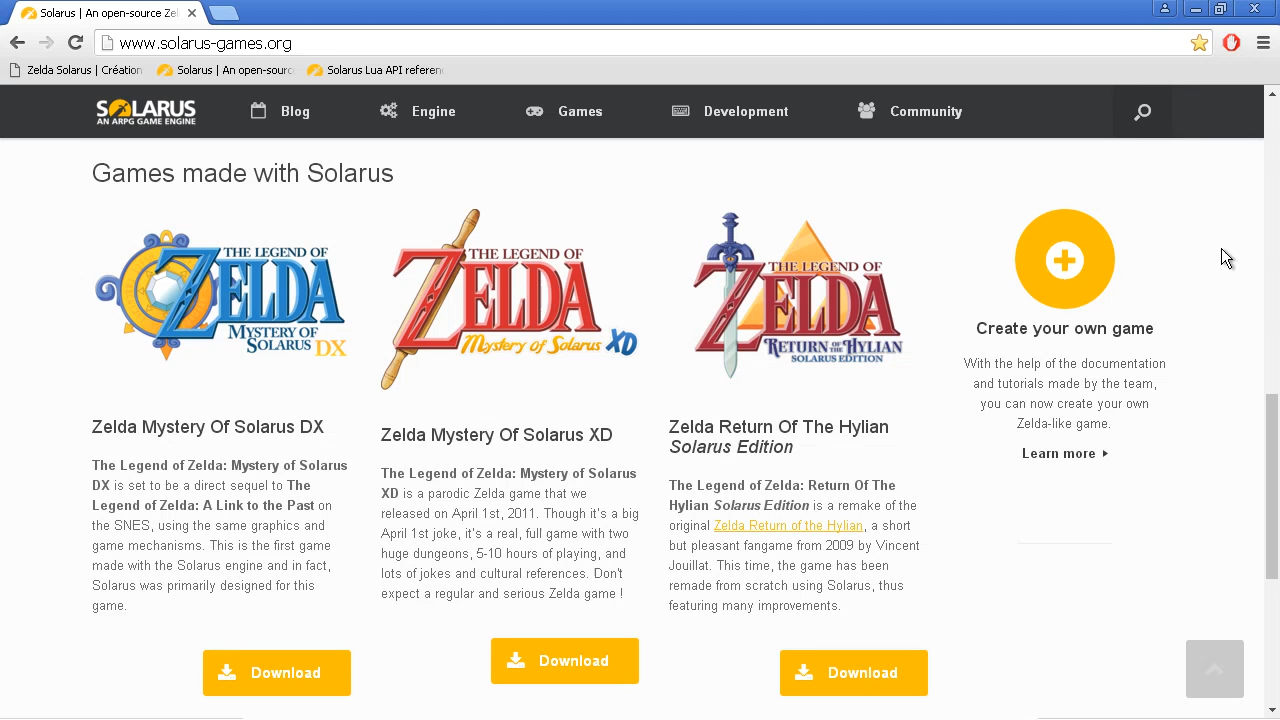 Solarus | An open-source Zel
www.solarus-games.org
Zelda Solarus | Création
Solarus | An open-sourc
Solarus Lua API referen
SOLARUS
AN ARPG GAME ENGINE
Blog
Engine
Games
Development
Community
Games made with Solarus
THE LEGEND OF
ZELDA
MYSTERY OF
SOLARUS DX
Zelda Mystery Of Solarus DX
The Legend of Zelda: Mystery of Solarus
DX is set to be a direct sequel to The
Legend of Zelda: A Link to the Past on
the SNES, using the same graphics and
game mechanisms. This is the first game
made with the Solarus engine and in fact,
Solarus was primarily designed for this
game.
Download
THE LEGEND OF
ZELDA
Mystery of Solarus XD
Zelda Mystery Of Solarus XD
The Legend of Zelda: Mystery of Solarus
XD is a parodic Zelda game that we
released on April 1st, 2011. Though it's a big
April 1st joke, it's a real, full game with two
huge dungeons, 5-10 hours of playing, and
lots of jokes and cultural references. Don't
expect a regular and serious Zelda game !
Download
THE LEGEND OF
ZELDA
RETURN OF THE HYLIAN
SOLARUS EDITION
Zelda Return Of The Hylian
Solarus Edition
The Legend of Zelda: Return Of The
Hylian Solarus Edition is a remake of the
original Zelda Return of the Hylian, a short
but pleasant fangame from 2009 by Vincent
Jouillat. This time, the game has been
remade from scratch using Solarus, thus
featuring many improvements.
Download
Create your own game
With the help of the documentation
and tutorials made by the team,
you can now create your own
Zelda-like game.
Learn more